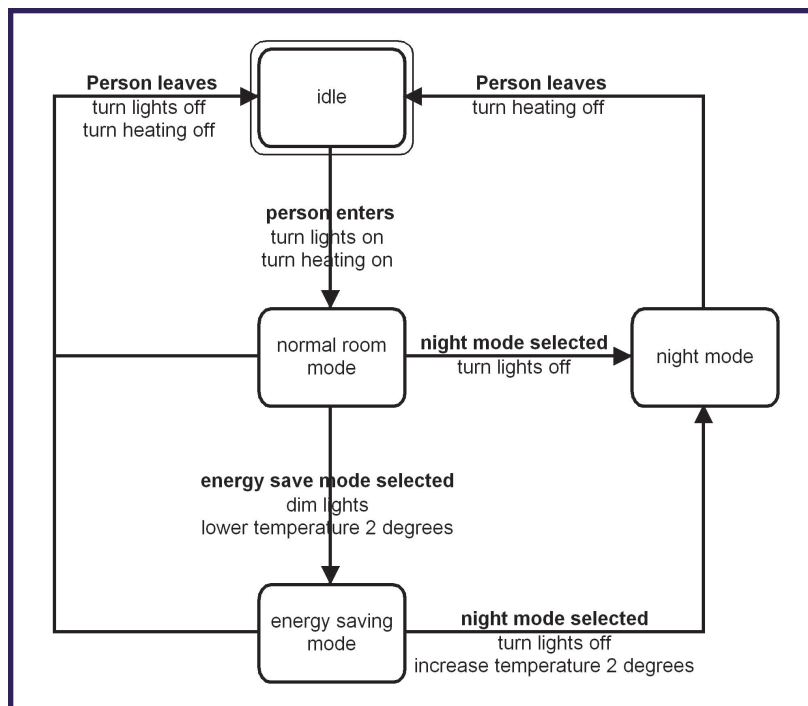 Person leaves
turn lights off
turn heating off
idle
Person leaves
turn heating off
person enters
turn lights on
turn heating on
normal room
mode
night mode selected
turn lights off
night mode
energy save mode selected
dim lights
lower temperature 2 degrees
energy saving
mode
night mode selected
turn lights off
increase temperature 2 degrees